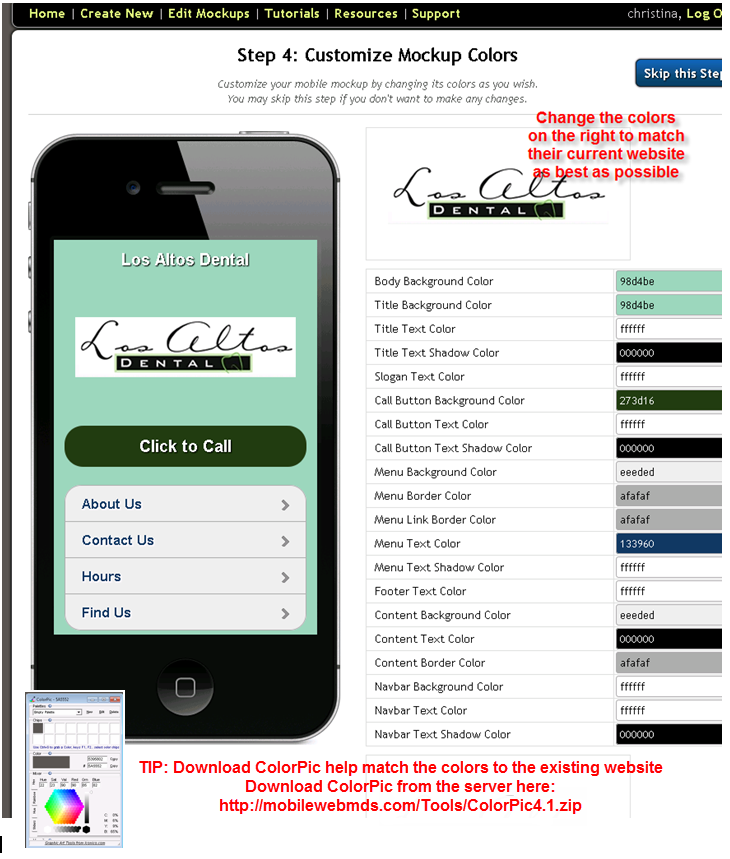 Home | Create New | Edit Mockups | Tutorials | Resources | Support
christina, Log O
Step 4: Customize Mockup Colors
Customize your mobile mockup by changing its colors as you wish.
You may skip this step if you don't want to make any changes.
Skip this Step
Change the colors
on the right to match
their current website
as best as possible
Los Altos
DENTAL
Los Altos Dental
Los Altos
DENTAL
Click to Call
About Us
Contact Us
Hours
Find Us
Body Background Color 98d4be
Title Background Color 98d4be
Title Text Color ffffff
Title Text Shadow Color 000000
Slogan Text Color ffffff
Call Button Background Color 273d16
Call Button Text Color ffffff
Call Button Text Shadow Color 000000
Menu Background Color eeeded
Menu Border Color afafaf
Menu Link Border Color afafaf
Menu Text Color 133960
Menu Text Shadow Color ffffff
Footer Text Color ffffff
Content Background Color eeeded
Content Text Color 000000
Content Border Color afafaf
Navbar Background Color ffffff
Navbar Text Color ffffff
Navbar Text Shadow Color 000000
TIP: Download ColorPic help match the colors to the existing website
Download ColorPic from the server here:
http://mobilewebmds.com/Tools/ColorPic4.1.zip